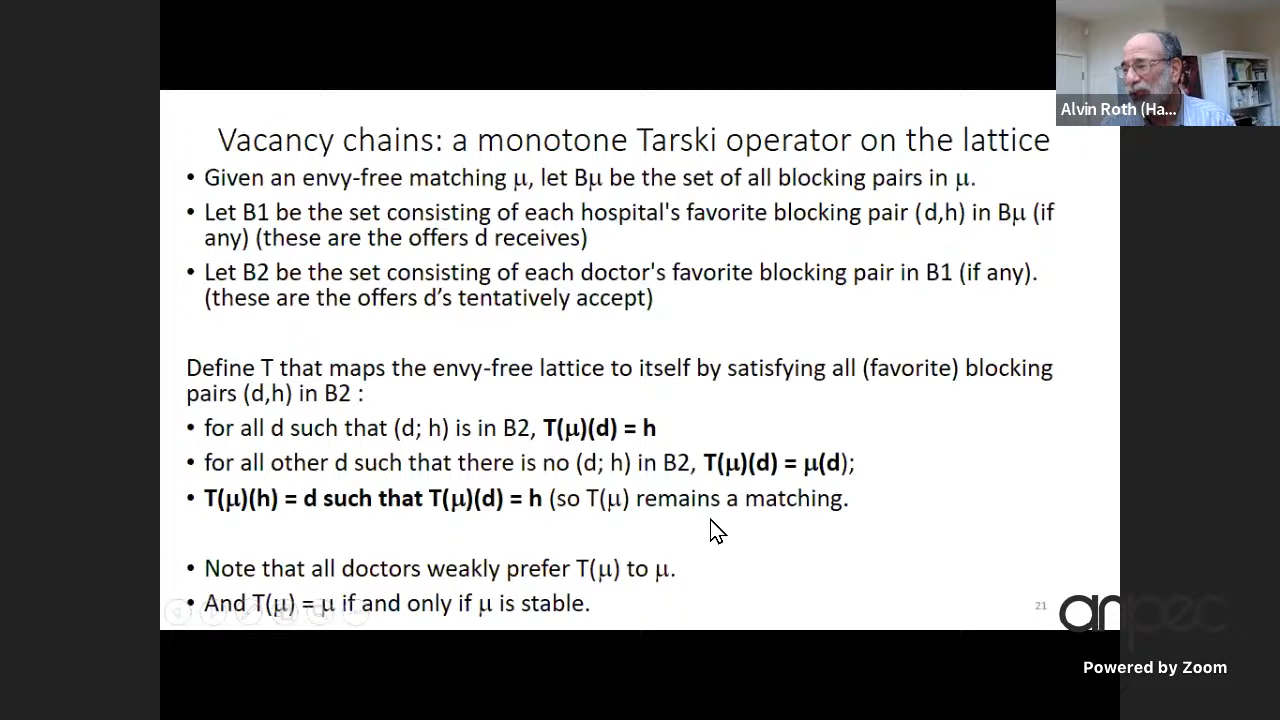 Alvin Roth (Ha...
Vacancy chains: a monotone Tarski operator on the lattice
• Given an envy-free matching μ, let Bμ be the set of all blocking pairs in μ.
• Let B1 be the set consisting of each hospital's favorite blocking pair (d,h) in Bμ (if
any) (these are the offers d receives)
• Let B2 be the set consisting of each doctor's favorite blocking pair in B1 (if any).
(these are the offers d’s tentatively accept)
Define T that maps the envy-free lattice to itself by satisfying all (favorite) blocking
pairs (d,h) in B2 :
• for all d such that (d; h) is in B2, T(μ)(d) = h
• for all other d such that there is no (d; h) in B2, T(μ)(d) = μ(d);
• T(μ)(h) = d such that T(μ)(d) = h (so T(μ) remains a matching.
• Note that all doctors weakly prefer T(μ) to μ.
• And T(μ) = μ if and only if μ is stable.
21
anpec
Powered by Zoom